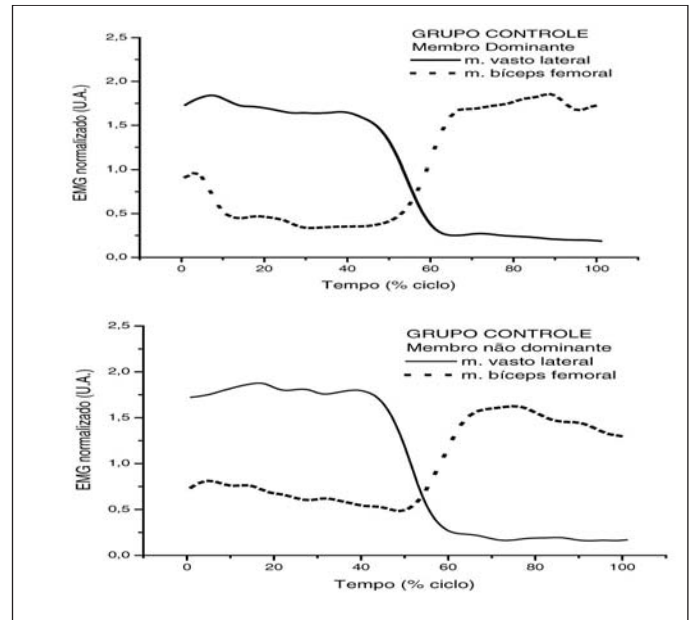 GRUPO CONTROLE
Membro Dominante
m. vasto lateral
m. bíceps femoral
EMG normalizado (U.A.)
2,5
2,0
1,5
1,0
0,5
0,0
0 20 40 60 80 100
Tempo (% ciclo)
GRUPO CONTROLE
Membro não dominante
m. vasto lateral
m. bíceps femoral
EMG normalizado (U.A.)
2,5
2,0
1,5
1,0
0,5
0,0
0 20 40 60 80 100
Tempo (% ciclo)